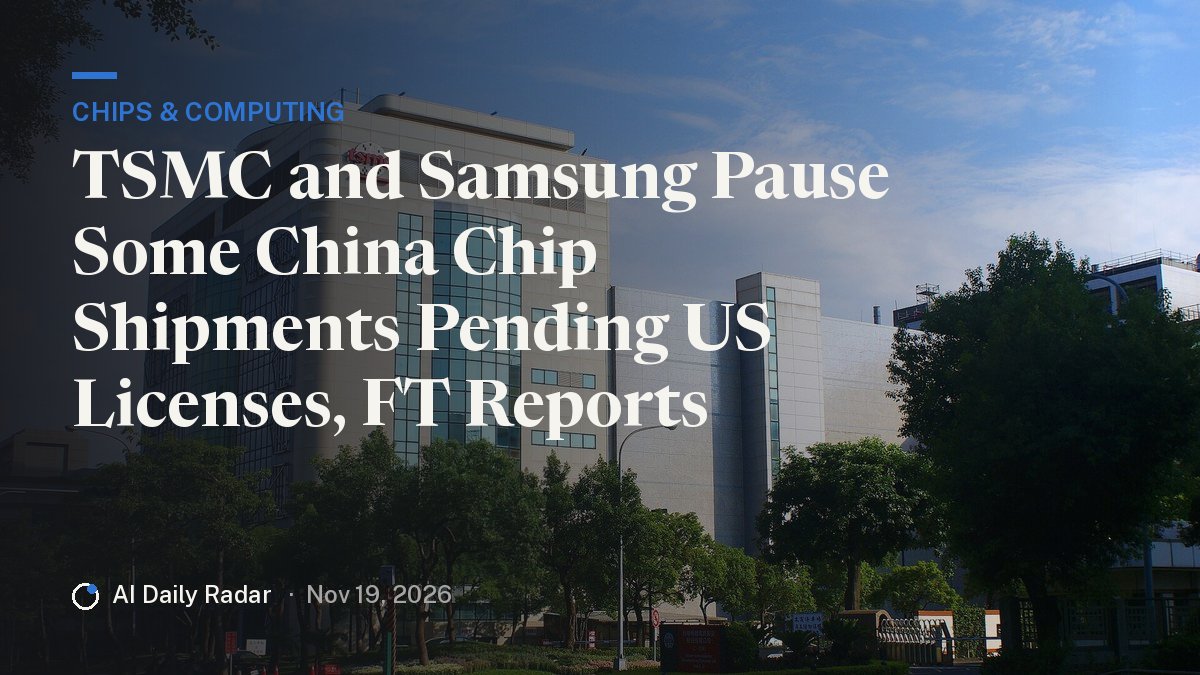 CHIPS & COMPUTING
TSMC and Samsung Pause
Some China Chip
Shipments Pending US
Licenses, FT Reports
AI Daily Radar · Nov 19, 2026